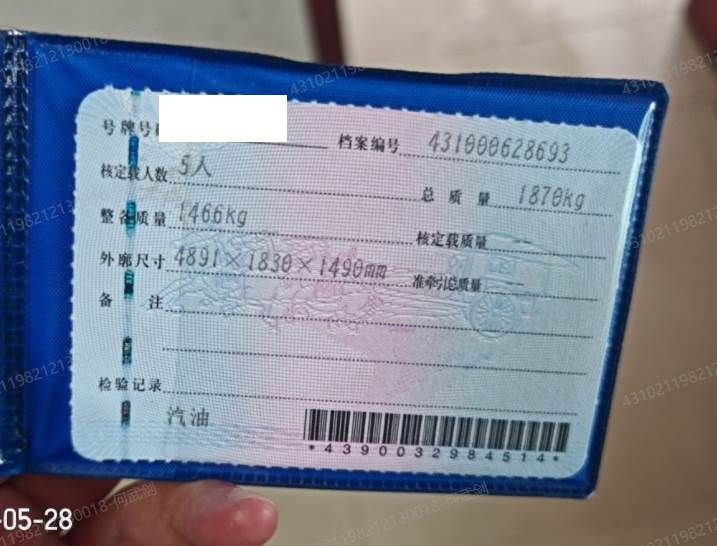 号牌号
档案编号 431000628693
核定载人数 5人
总质量 1870kg
整备质量 1466kg
核定载质量 --
外廓尺寸 4891×1830×1490mm
准牵引总质量 --
备注
检验记录
汽油
*4390032984514*
-05-28